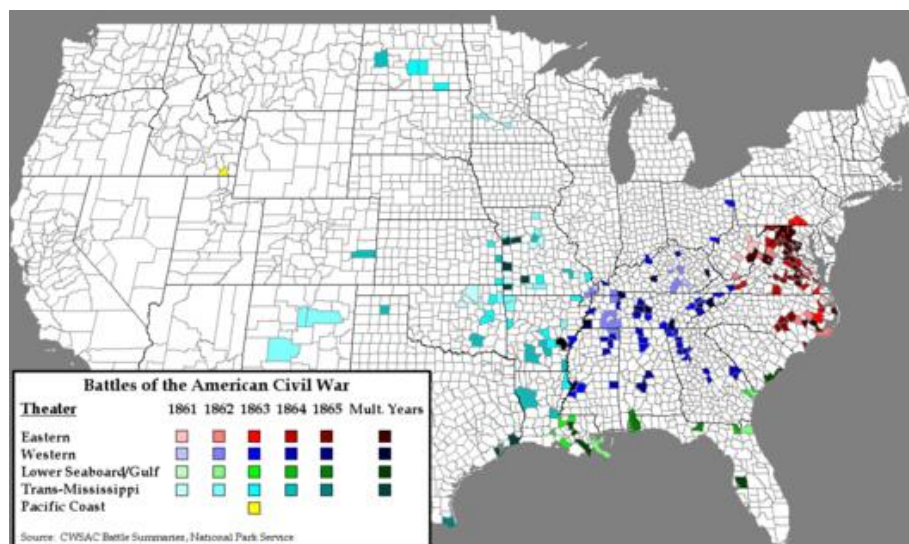 Battles of the American Civil War
Theater 1861 1862 1863 1864 1865 Mult. Years
Eastern
Western
Lower Seaboard/Gulf
Trans-Mississippi
Pacific Coast
Source: CWSAC Battle Summaries, National Park Service